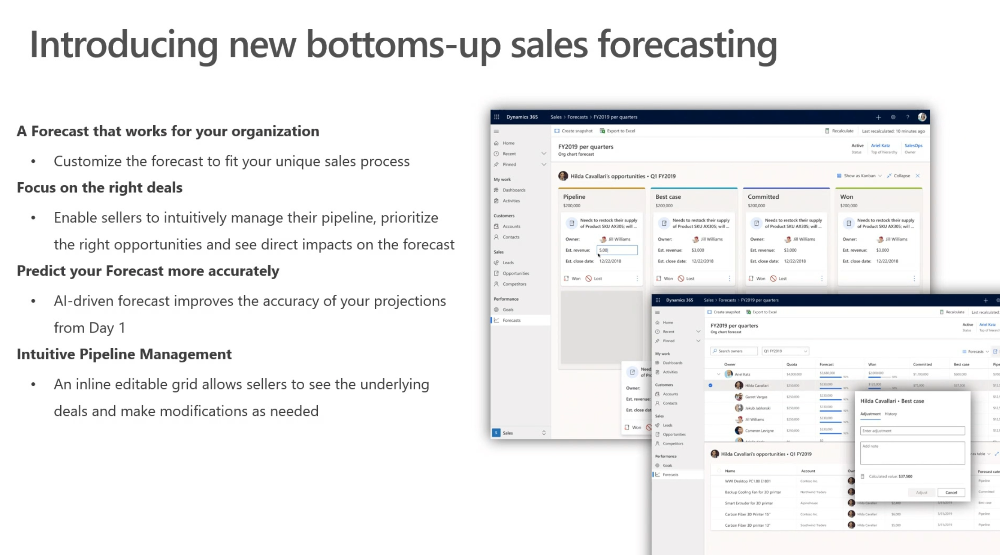 Introducing new bottoms-up sales forecasting
A Forecast that works for your organization
• Customize the forecast to fit your unique sales process
Focus on the right deals
• Enable sellers to intuitively manage their pipeline, prioritize
the right opportunities and see direct impacts on the forecast
Predict your Forecast more accurately
• AI-driven forecast improves the accuracy of your projections
from Day 1
Intuitive Pipeline Management
• An inline editable grid allows sellers to see the underlying
deals and make modifications as needed
Dynamics 365 Sales > Forecasts > FY2019 per quarters
Create snapshot Export to Excel Recalculate Last recalculated: 10 minutes ago
Home
Recent
Pinned
My work
Dashboards
Activities
Customers
Accounts
Contacts
Sales
Leads
Opportunities
Competitors
Performance
Goals
Forecasts
S Sales
FY2019 per quarters
Org chart forecast
Active Ariel Katz SalesOps
Status Top of hierarchy Owner
Hilda Cavallari's opportunities • Q1 FY2019
Show as Kanban Collapse
Pipeline
$200,000
Needs to restock their supply
of Product SKU AX305; will ...
Owner: Jill Williams
Est. revenue: 5,00
Est. close date: 12/22/2018
Won Lost
Best case
$200,000
Needs to restock their supply
of Product SKU AX305; will ...
Owner: Jill Williams
Est. revenue: $3,000
Est. close date: 12/22/2018
Won Lost
Committed
$200,000
Needs to restock their supply
of Product SKU AX305; will ...
Owner: Jill Williams
Est. revenue: $3,000
Est. close date: 12/22/2018
Won Lost
Won
$200,000
Needs to restock their supply
of Product SKU AX305; will ...
Owner: Jill Williams
Est. revenue: $3,000
Est. close date: 12/22/2018
Need
of Pro
Owner:
Est. revenue:
Est. close dat
Won
Dynamics 365 Sales > Forecasts > FY2019 per quarters
Create snapshot Export to Excel Recalculate Last recalculated:
Home
Recent
Pinned
My work
Dashboards
Activities
Customers
Accounts
Contacts
Sales
Leads
Opportunities
Competitors
Performance
Goals
Forecasts
FY2019 per quarters
Org chart forecast
Active Ariel Katz
Status Top of hierarch
Search owners Q1 FY2019 Forecasts
Owner Quota Forecast Won Committed Best case Pipe
Ariel Katz $4,000,000 $3,680,000 92% $2,000,000 50% $1,700,000 $600,000 $700
Hilda Cavallari $250,000 $230,000 92% $125,000 50% $75,000 $37,500 $12,5
Garret Vargas $250,000 $230,000 92% $12,5
Jakub Jablonski $250,000 $230,000 92% $12,5
Jill Williams $250,000 $230,000 92% $12,5
Cameron Levigne $250,000 $230,000 92% $12,5
$0
Hilda Cavallari • Best case
Adjustment History
Enter adjustment
Add note
Calculated value: $37,500
Adjust Cancel
Hilda Cavallari's opportunities • Q1 FY2019
as table
Name Account Own Forecast cate
WWI Desktop PC1.80 E1801 Contoso Inc. Pipeline
Backup Cooling Fan for 3D printer Northwind Traders Committed
Smart Extruder for 3D printer Alpinehouse Hilda Cavallari $2,400 3/31/2019 Best case
Carbon Fiber 3D Printer 15" Contoso Inc. Hilda Cavallari $6,000 3/31/2019 Pipeline
Carbon Fiber 3D printer 13" Southwind Traders Hilda Cavallari $5,000 3/31/2019 Pipeline